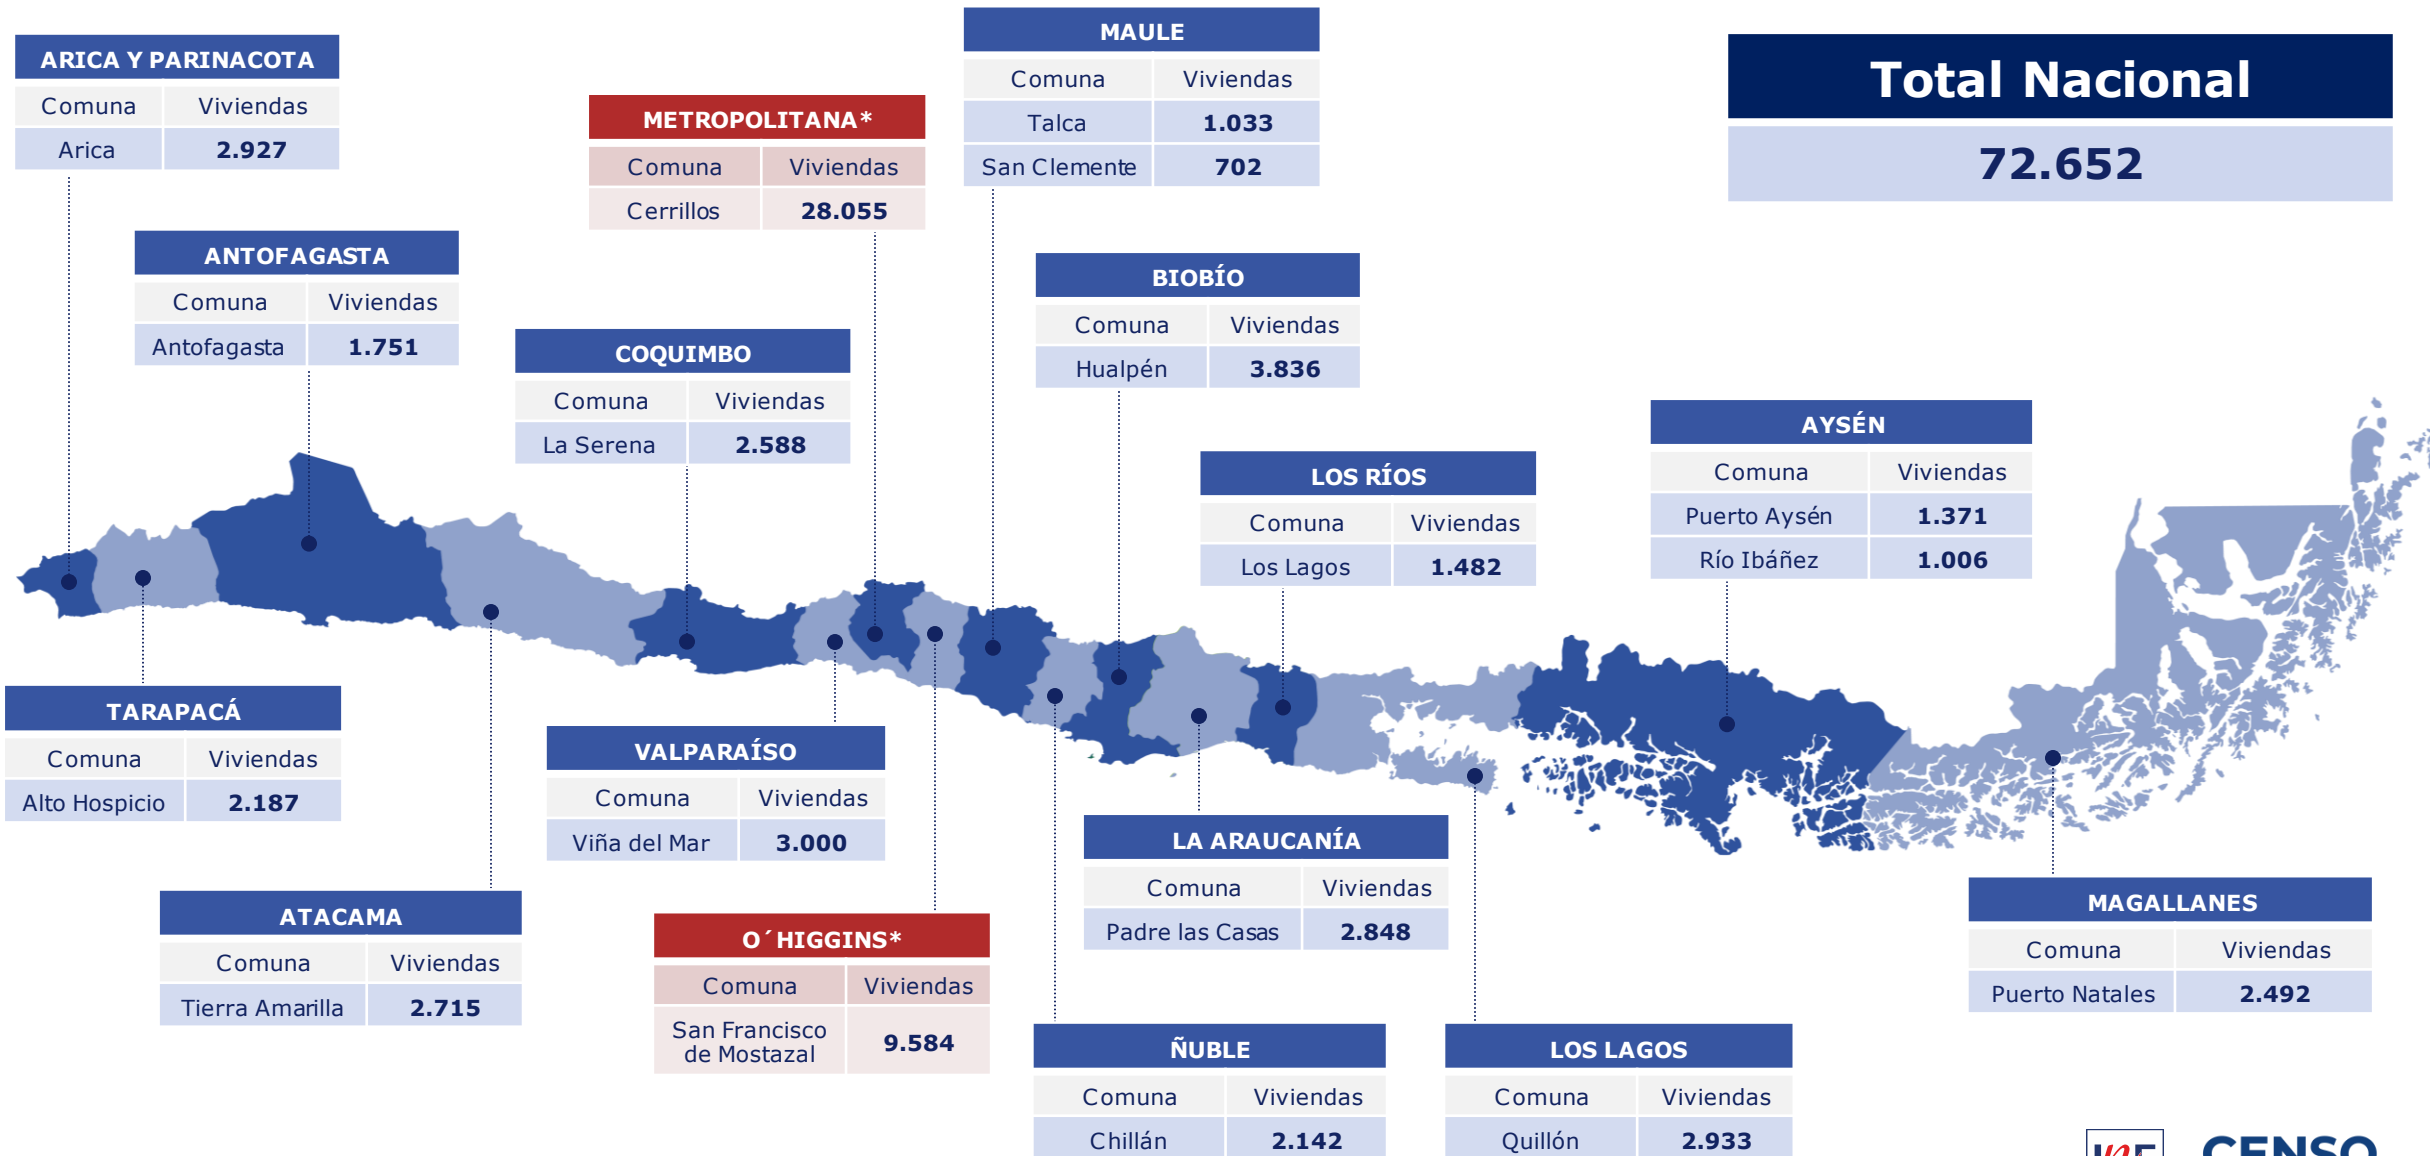 ARICA Y PARINACOTA
Comuna Viviendas
Arica 2.927
ANTOFAGASTA
Comuna Viviendas
Antofagasta 1.751
METROPOLITANA*
Comuna Viviendas
Cerrillos 28.055
COQUIMBO
Comuna Viviendas
La Serena 2.588
MAULE
Comuna Viviendas
Talca 1.033
San Clemente 702
BIOBÍO
Comuna Viviendas
Hualpén 3.836
Total Nacional
72.652
LOS RÍOS
Comuna Viviendas
Los Lagos 1.482
AYSÉN
Comuna Viviendas
Puerto Aysén 1.371
Río Ibáñez 1.006
TARAPACÁ
Comuna Viviendas
Alto Hospicio 2.187
ATACAMA
Comuna Viviendas
Tierra Amarilla 2.715
VALPARAÍSO
Comuna Viviendas
Viña del Mar 3.000
O´HIGGINS*
Comuna Viviendas
San Francisco
de Mostazal 9.584
LA ARAUCANÍA
Comuna Viviendas
Padre las Casas 2.848
ÑUBLE
Comuna Viviendas
Chillán 2.142
LOS LAGOS
Comuna Viviendas
Quillón 2.933
MAGALLANES
Comuna Viviendas
Puerto Natales 2.492
CENSO